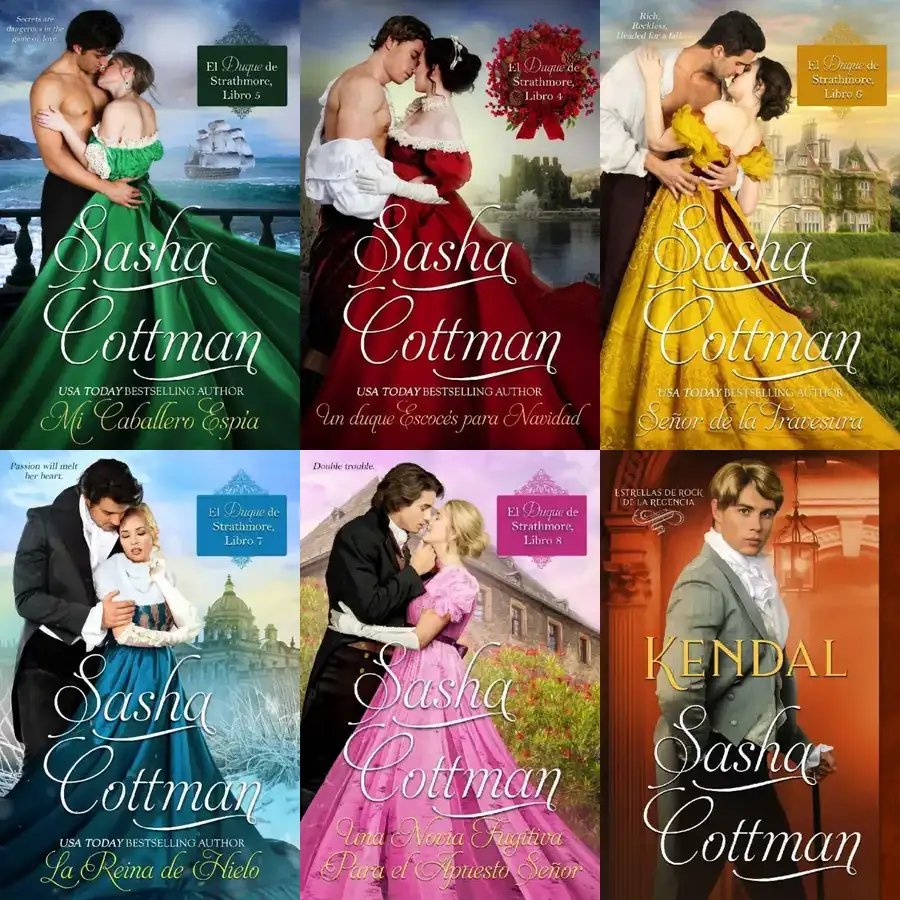 Secrets are
dangerous in the
game of love.
El Duque de
Strathmore,
Libro 5
Sasha
Cottman
USA TODAY BESTSELLING AUTHOR
Mi Caballero Espía
El Duque de
Strathmore,
Libro 4
Sasha
Cottman
USA TODAY BESTSELLING AUTHOR
Un duque Escocés para Navidad
Rich,
Reckless,
Headed for a fall.
El Duque de
Strathmore,
Libro 6
Sasha
Cottman
USA TODAY BESTSELLING AUTHOR
Señor de la Travesura
Passion will melt
her heart.
El Duque de
Strathmore,
Libro 7
Sasha
Cottman
USA TODAY BESTSELLING AUTHOR
La Reina de Hielo
Double trouble.
El Duque de
Strathmore,
Libro 8
Sasha
Cottman
Una Novia Fugitiva
Para el Apuesto Señor
ESTRELLAS DE ROCK
DE LA REGENCIA
KENDAL
Sasha
Cottman